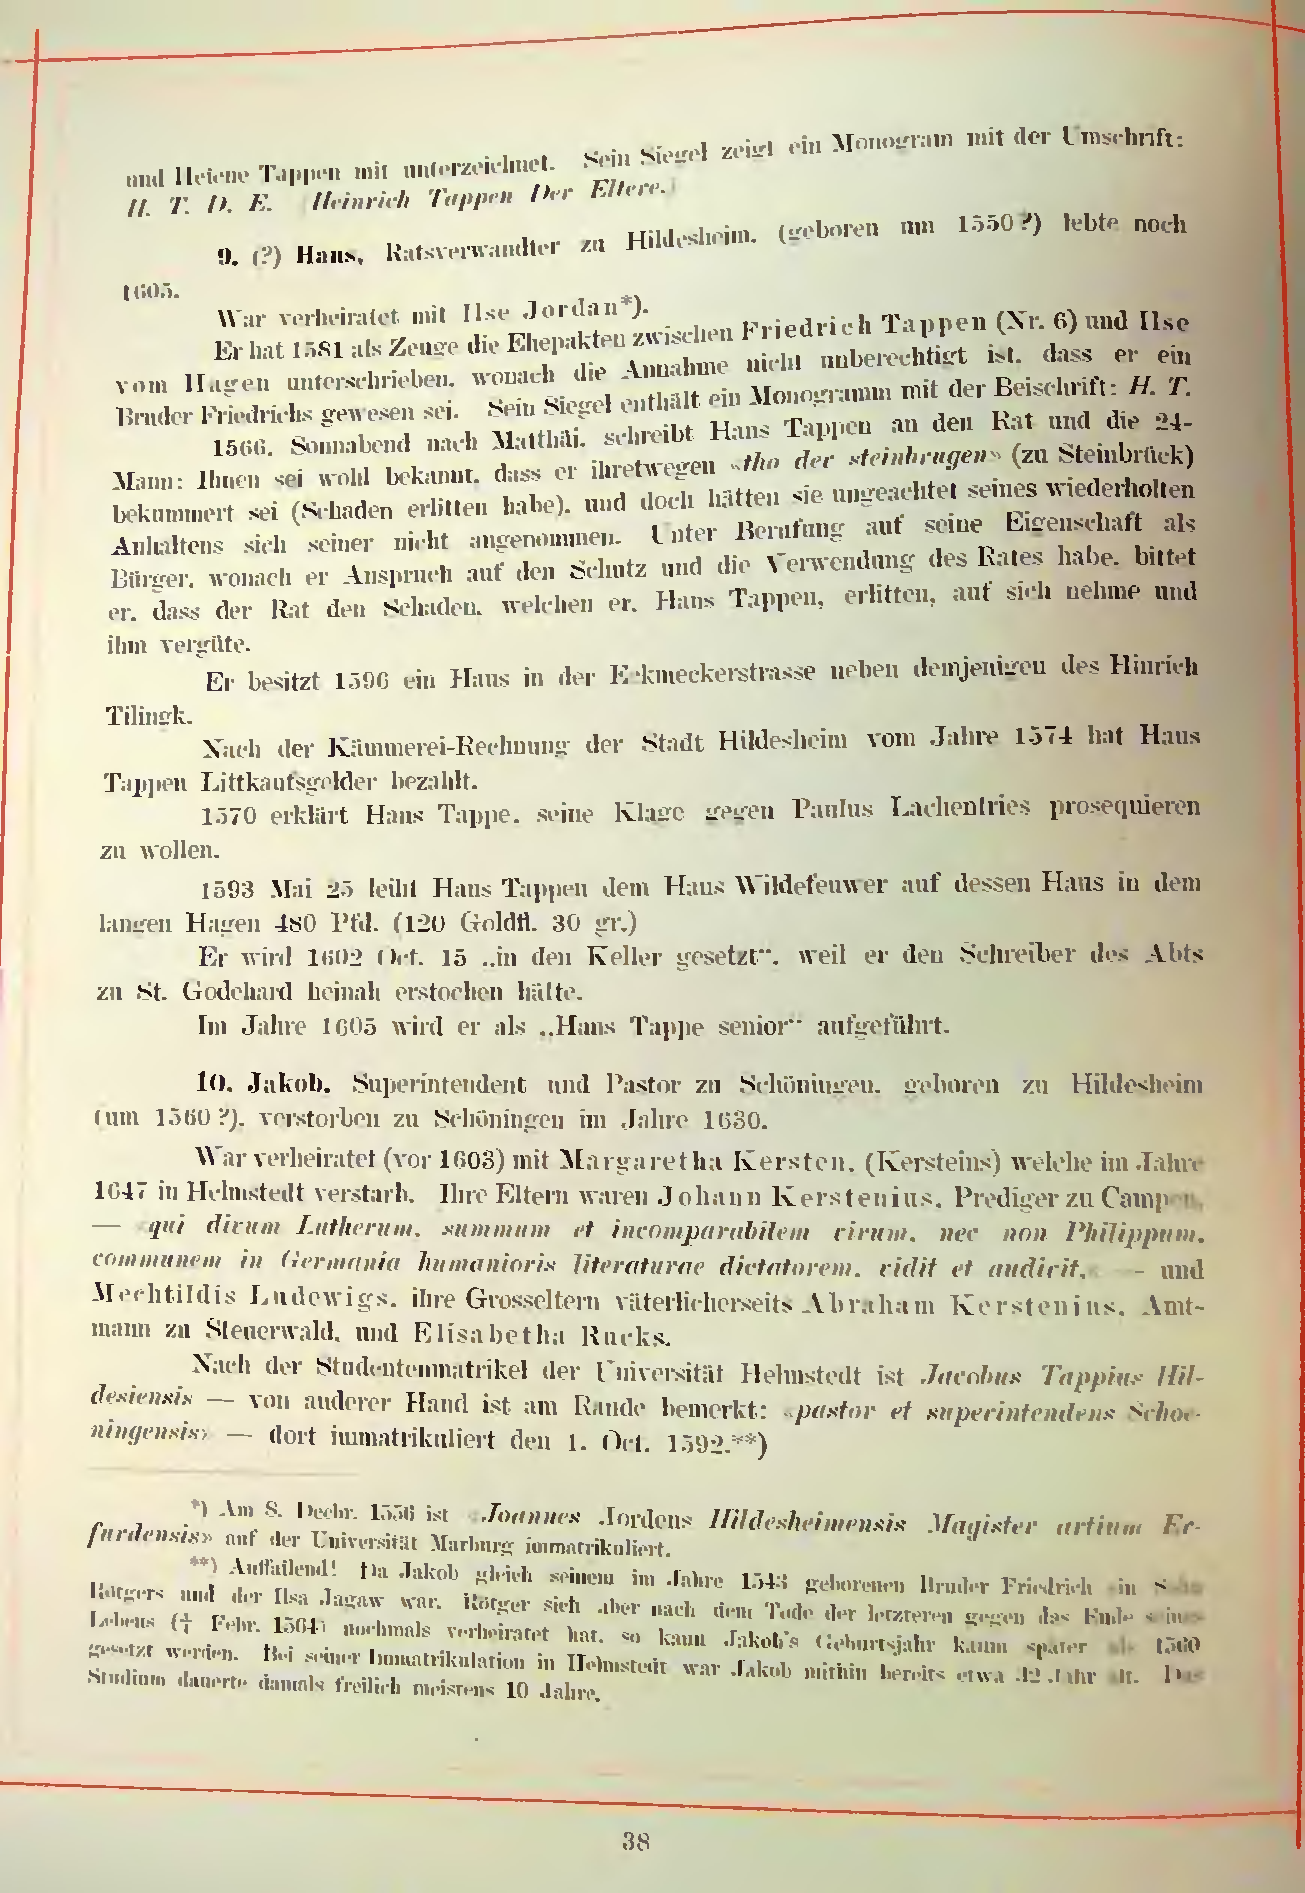 und Helene Tappen mit unterzeichnet. Sein Siegel zeigt ein Monogram mit der Umschrift:
H. T. D. E. Heinrich Tappen Der Eltere.
9. (?) Hans, Ratsverwandter zu Hildesheim. (geboren um 1550?) lebte noch
1605.
War verheiratet mit Ilse Jordan*).
Er hat 1581 als Zeuge die Ehepakten zwischen Friedrich Tappen (Nr. 6) und Ilse
vom Hagen unterschrieben, wonach die Annahme nicht unberechtigt ist, dass er ein
Bruder Friedrichs gewesen sei. Sein Siegel enthält ein Monogramm mit der Beischrift: H. T.
1566. Sonnabend nach Matthäi, schreibt Hans Tappen an den Rat und die 24-
Mann: Ihnen sei wohl bekannt, dass er ihretwegen «tho der steinbrugen» (zu Steinbrück)
bekummert sei (Schaden erlitten habe), und doch hätten sie ungeachtet seines wiederholten
Anhaltens sich seiner nicht angenommen. Unter Berufung auf seine Eigenschaft als
Bürger, wonach er Anspruch auf den Schutz und die Verwendung des Rates habe, bittet
er, dass der Rat den Schaden, welchen er, Hans Tappen, erlitten, auf sich nehme und
ihm vergüte.
Er besitzt 1596 ein Haus in der Eckmeckerstrasse neben demjenigen des Hinrich
Tilingk.
Nach der Kämmerei-Rechnung der Stadt Hildesheim vom Jahre 1574 hat Hans
Tappen Littkaufsgelder bezahlt.
1570 erklärt Hans Tappe, seine Klage gegen Paulus Lachentries prosequieren
zu wollen.
1593 Mai 25 leiht Hans Tappen dem Hans Wildefeuwer auf dessen Haus in dem
langen Hagen 480 Pfd. (120 Goldfl. 30 gr.)
Er wird 1602 Oct. 15 „in den Keller gesetzt“, weil er den Schreiber des Abts
zu St. Godehard beinah erstochen hätte.
Im Jahre 1605 wird er als „Hans Tappe senior“ aufgeführt.
10. Jakob, Superintendent und Pastor zu Schöningen, geboren zu Hildesheim
(um 1560?), verstorben zu Schöningen im Jahre 1630.
War verheiratet (vor 1603) mit Margaretha Kersten, (Kersteins) welche im Jahre
1647 in Helmstedt verstarb. Ihre Eltern waren Johann Kerstenius, Prediger zu Campen,
— «qui divum Lutherum, summum et incomparabilem virum, nec non Philippum,
communem in Germania humanioris literaturae dictatorem, vidit et audivit,» — und
Mechtildis Ludewigs, ihre Grosseltern väterlicherseits Abraham Kerstenius, Amt-
mann zu Steuerwald, und Elisabetha Rucks.
Nach der Studentenmatrikel der Universität Helmstedt ist Jacobus Tappius Hil-
desiensis — von anderer Hand ist am Rande bemerkt: «pastor et superintendens Schoe-
ningensis» — dort immatrikuliert den 1. Oct. 1592.**)
*) Am 8. Decbr. 1556 ist «Joannes Jordens Hildesheimensis Magister artium Er-
furdensis» auf der Universität Marburg immatrikuliert.
**) Auffallend! Da Jakob gleich seinem im Jahre 1543 geborenen Bruder Friedrich ein Sohn
Rötgers und der Ilsa Jagaw war, Rötger sich aber nach dem Tode der letzteren gegen das Ende seines
Lebens († Febr. 1564) nochmals verheiratet hat, so kann Jakob's Geburtsjahr kaum später als 1560
gesetzt werden. Bei seiner Immatrikulation in Helmstedt war Jakob mithin bereits etwa 32 Jahr alt. Das
Studium dauerte damals freilich meistens 10 Jahre.
38